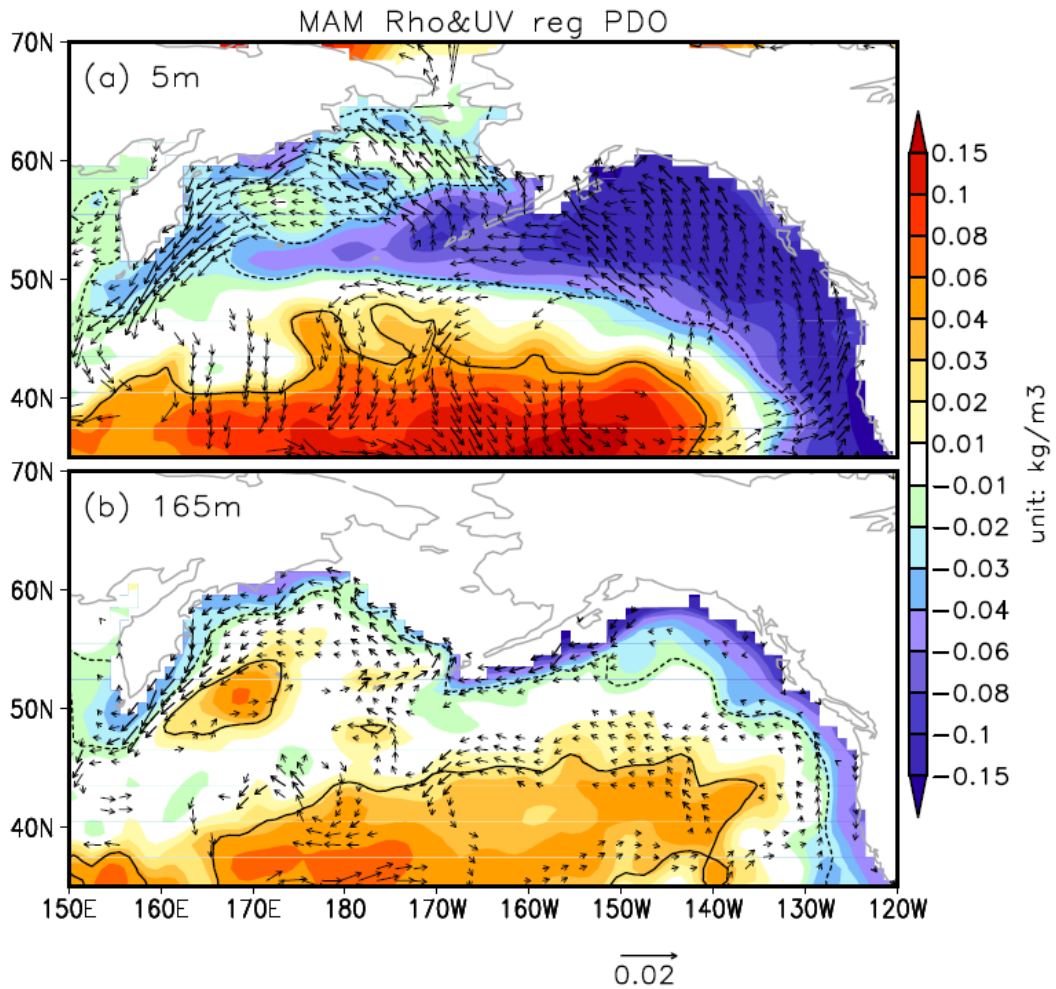 MAM Rho&UV reg PDO
70N
(a) 5m
60N
50N
40N
70N
(b) 165m
60N
50N
40N
150E 160E 170E 180 170W 160W 150W 140W 130W 120W
0.02
0.15
0.1
0.08
0.06
0.04
0.03
0.02
0.01
-0.01
-0.02
-0.03
-0.04
-0.06
-0.08
-0.1
-0.15
unit: kg/m3